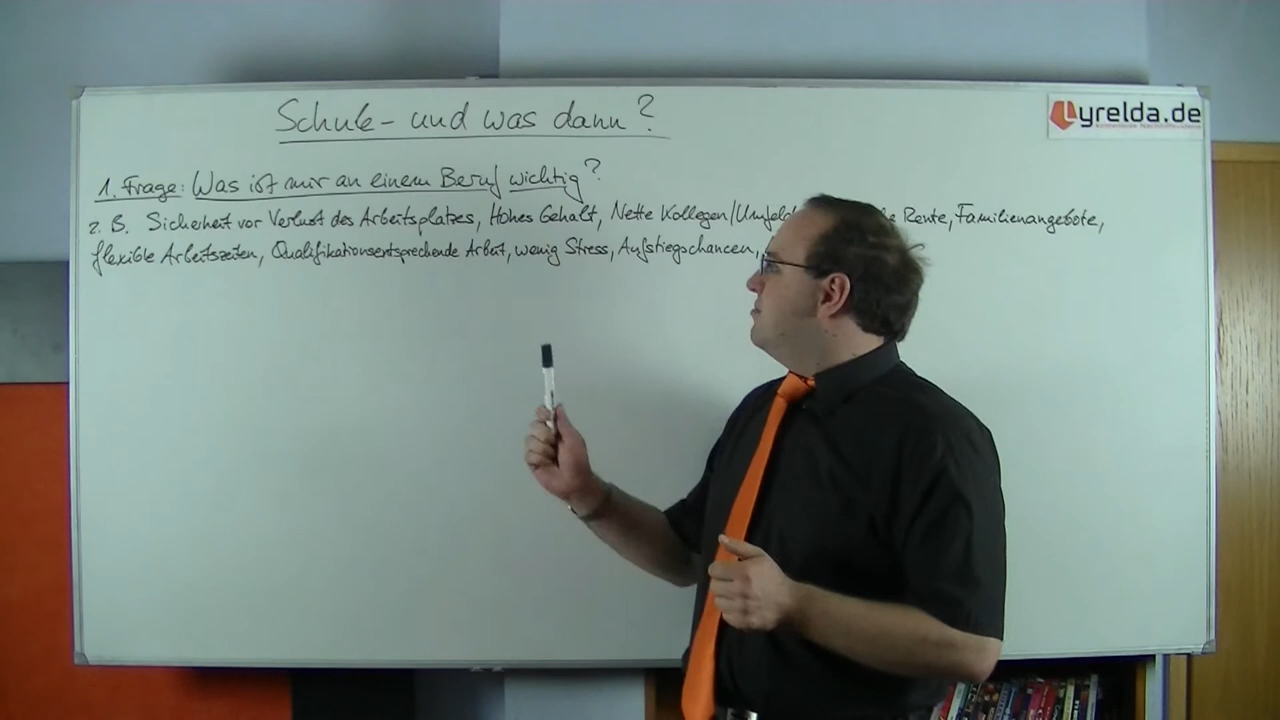 Schule - und was dann?
Lyrelda.de
1. Frage: Was ist mir an einem Beruf wichtig?
z. B. Sicherheit vor Verlust des Arbeitsplatzes, Hohes Gehalt, Nette Kollegen/Umfeld Rente, Familienangebote,
flexible Arbeitszeiten, Qualifikationsentsprechende Arbeit, wenig Stress, Aufstiegschancen,